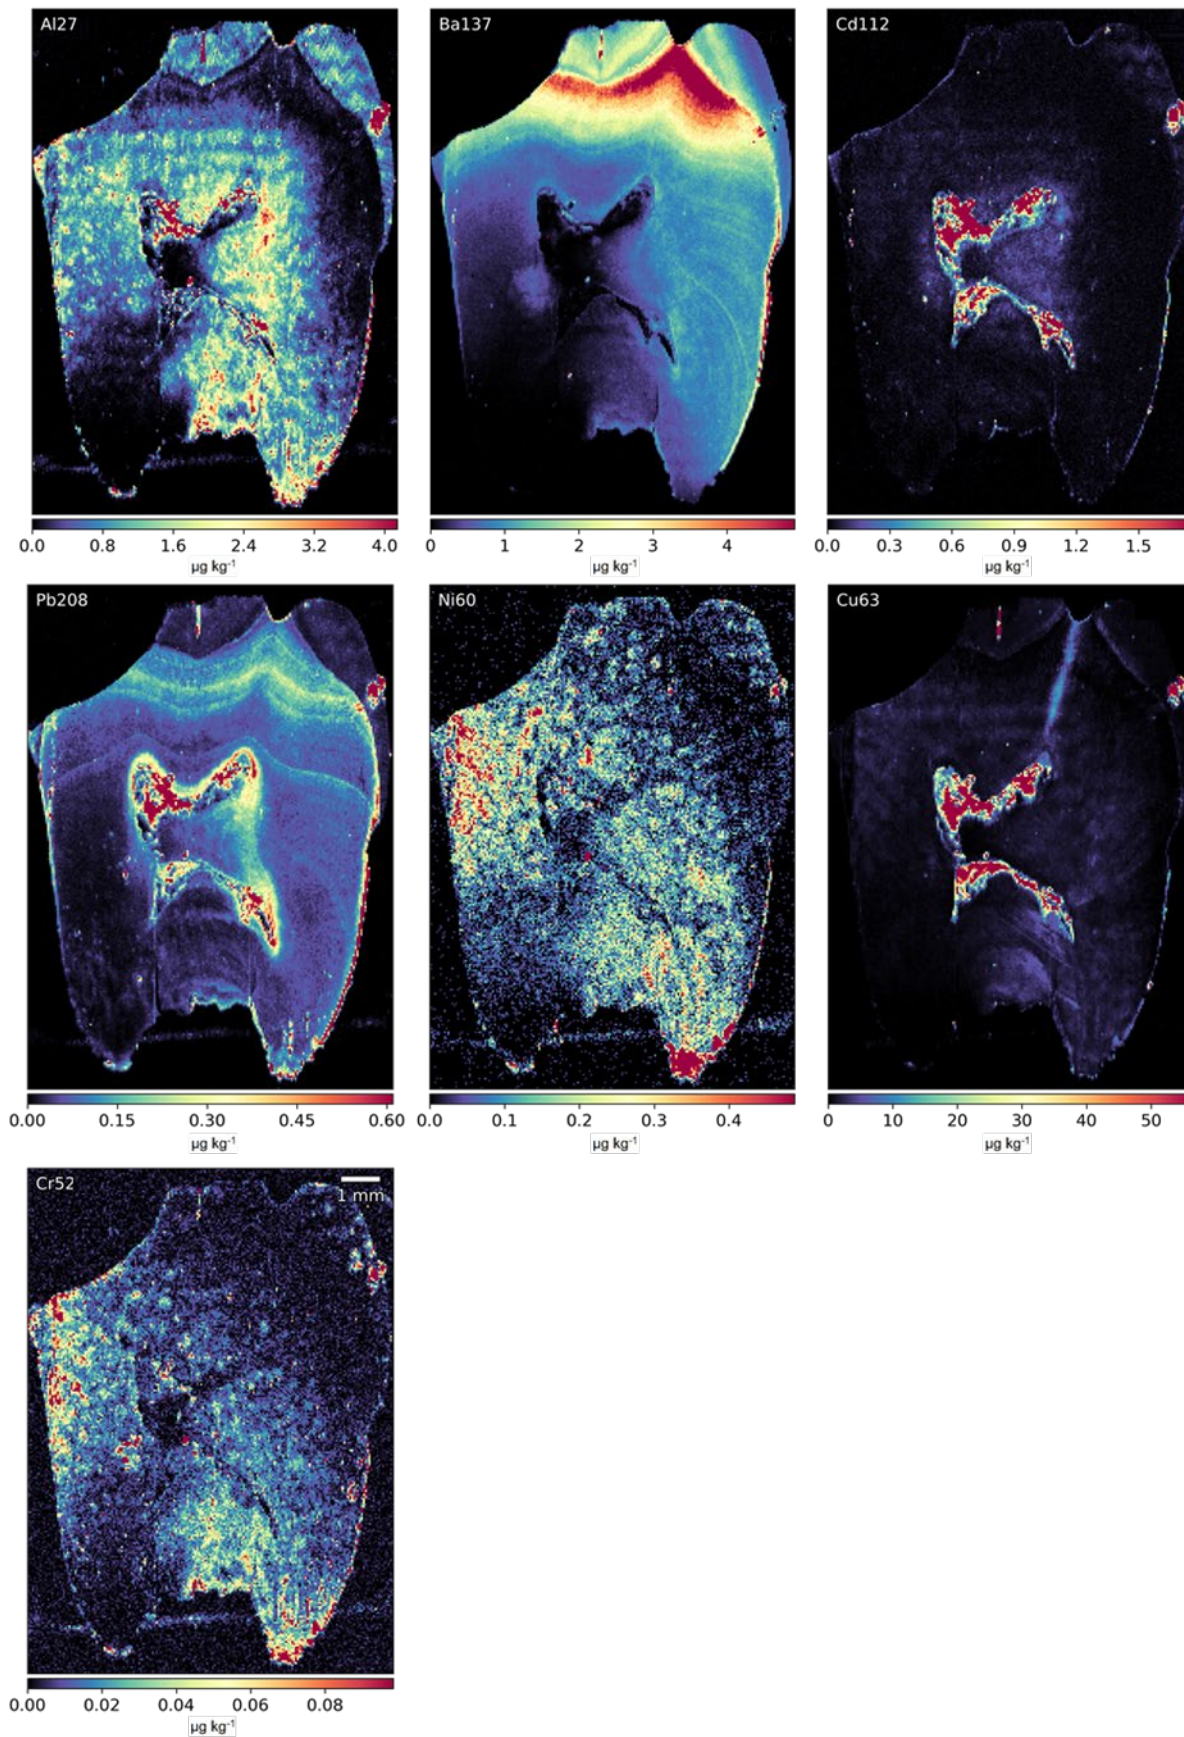 Al27
Ba137
Cd112
0.0 0.8 1.6 2.4 3.2 4.0
µg kg⁻¹
0 1 2 3 4
µg kg⁻¹
0.0 0.3 0.6 0.9 1.2 1.5
µg kg⁻¹
Pb208
Ni60
Cu63
0.00 0.15 0.30 0.45 0.60
µg kg⁻¹
0.0 0.1 0.2 0.3 0.4
µg kg⁻¹
0 10 20 30 40 50
µg kg⁻¹
Cr52
1 mm
0.00 0.02 0.04 0.06 0.08
µg kg⁻¹